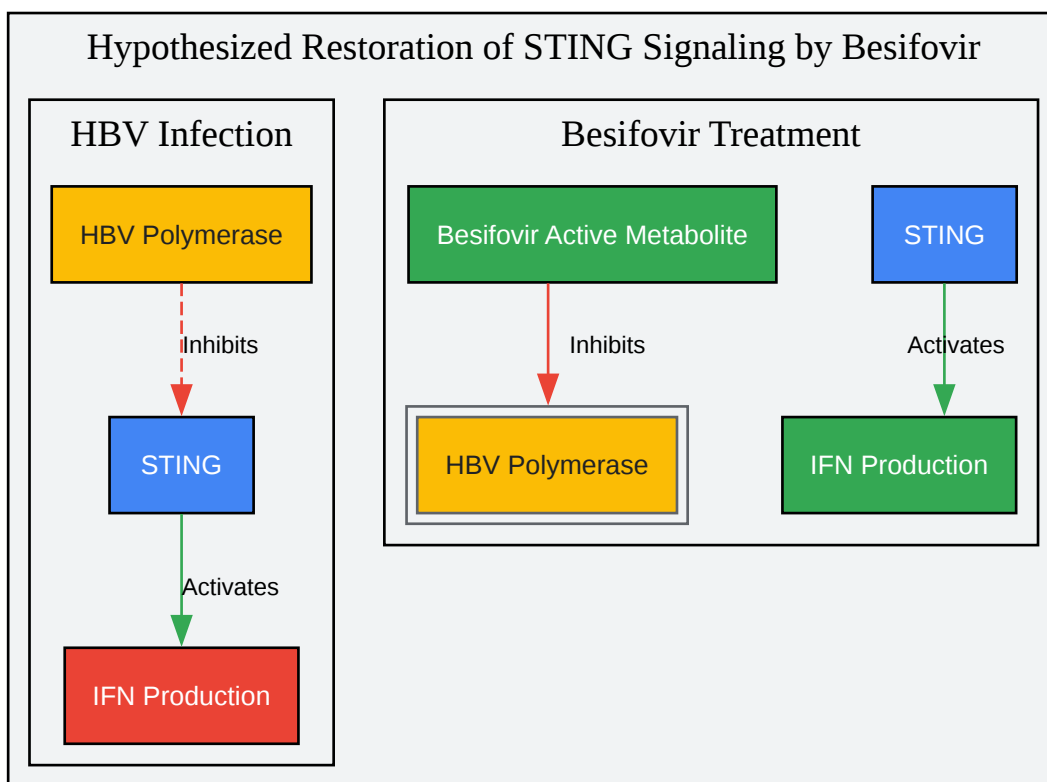 Hypothesized Restoration of STING Signaling by Besifovir
HBV Infection
HBV Polymerase
Inhibits
STING
Activates
IFN Production
Besifovir Treatment
Besifovir Active Metabolite
STING
Inhibits
Activates
HBV Polymerase
IFN Production